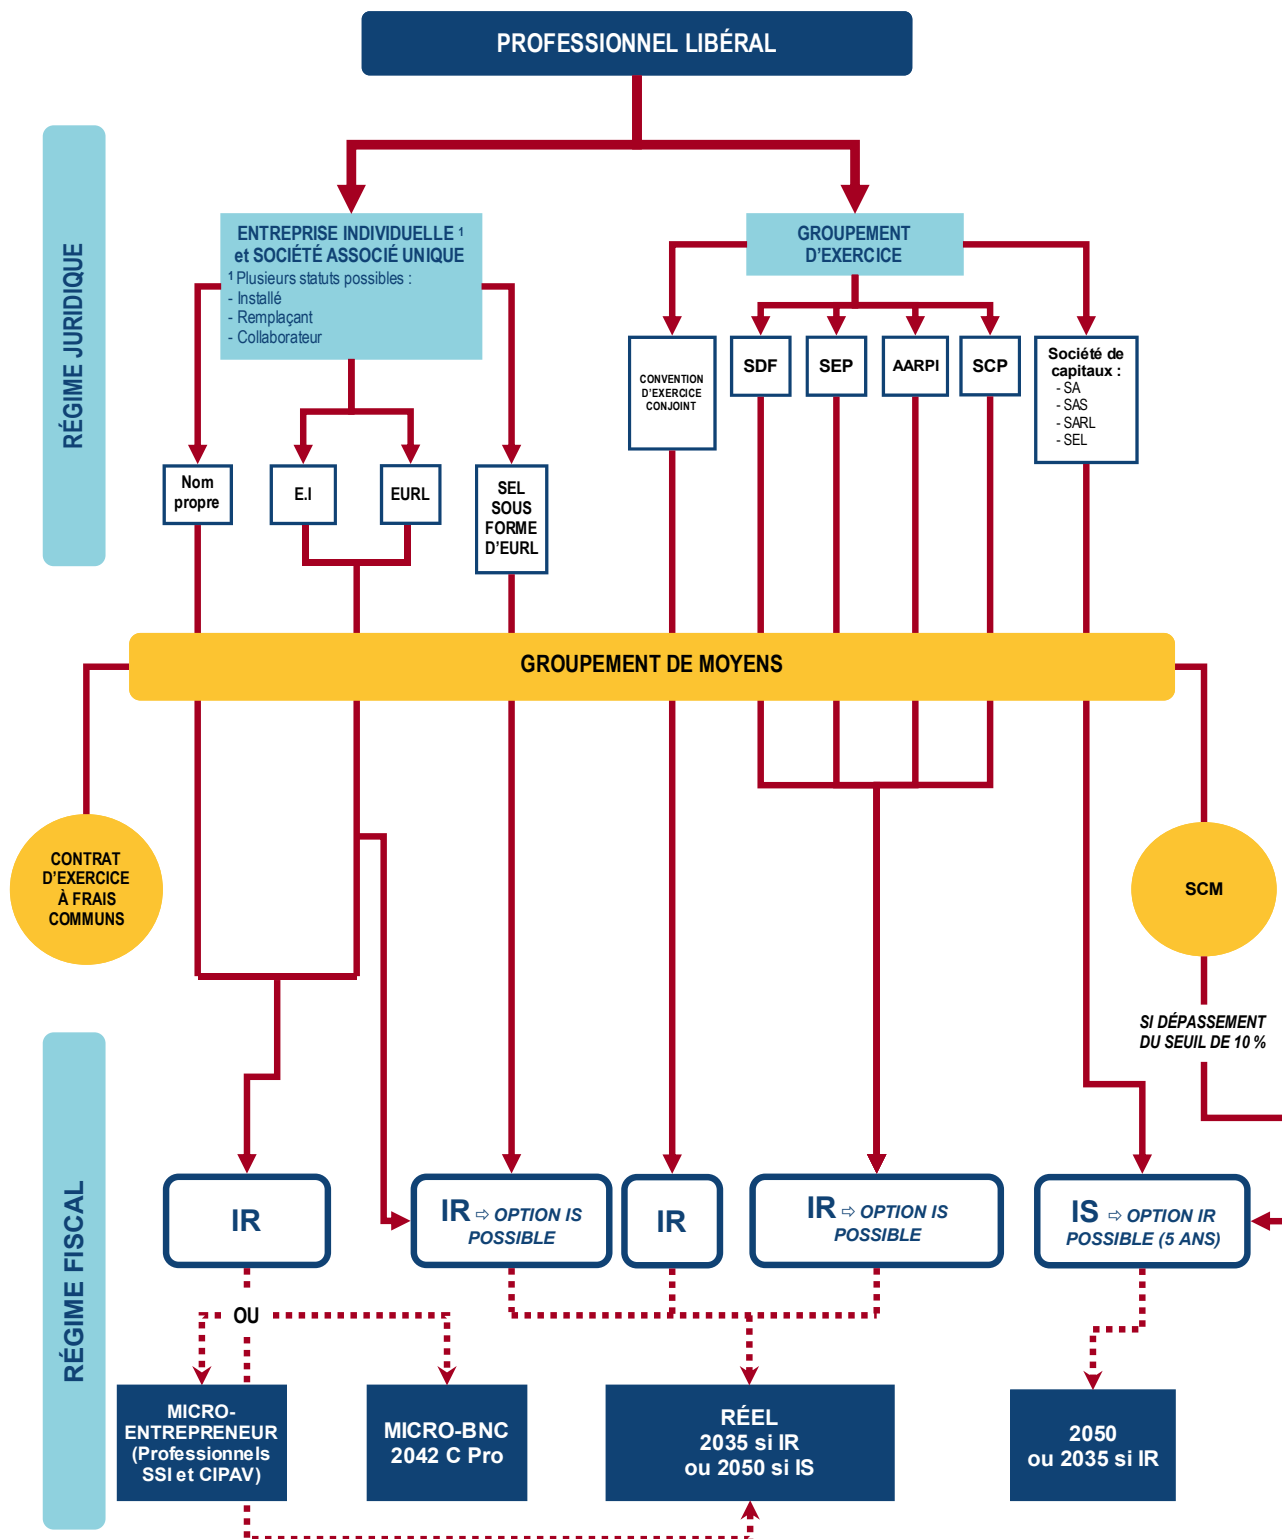 PROFESSIONNEL LIBÉRAL
RÉGIME JURIDIQUE
ENTREPRISE INDIVIDUELLE ¹
et SOCIÉTÉ ASSOCIÉ UNIQUE
¹ Plusieurs statuts possibles :
- Installé
- Remplaçant
- Collaborateur
GROUPEMENT
D’EXERCICE
CONVENTION
D’EXERCICE
CONJOINT
SDF
SEP
AARPI
SCP
Société de
capitaux :
- SA
- SAS
- SARL
- SEL
Nom
propre
E.I
EURL
SEL
SOUS
FORME
D’EURL
GROUPEMENT DE MOYENS
CONTRAT
D’EXERCICE
À FRAIS
COMMUNS
SCM
SI DÉPASSEMENT
DU SEUIL DE 10 %
RÉGIME FISCAL
IR
IR ⇨ OPTION IS
POSSIBLE
IR
IR ⇨ OPTION IS
POSSIBLE
IS ⇨ OPTION IR
POSSIBLE (5 ANS)
OU
MICRO-
ENTREPRENEUR
(Professionnels
SSI et CIPAV)
MICRO-BNC
2042 C Pro
RÉEL
2035 si IR
ou 2050 si IS
2050
ou 2035 si IR